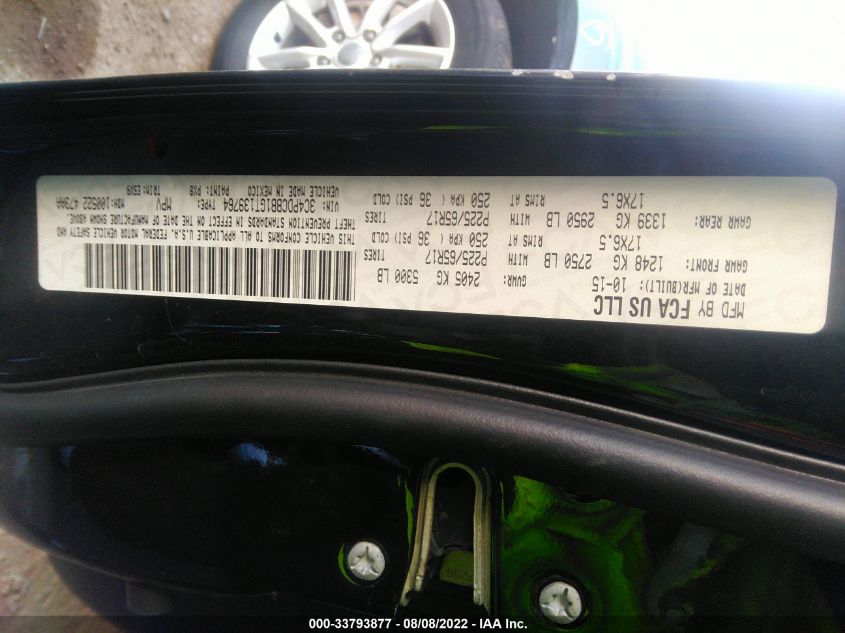 MFD BY FCA US LLC
DATE OF MFR(BUILT): 10-15 GVWR: 2405 KG 5300 LB
GAWR FRONT: 1248 KG 2750 LB WITH P225/65R17 TIRES
RIMS AT 17X6.5 250 KPA ( 36 PSI) COLD
GAWR REAR: 1339 KG 2950 LB WITH P225/65R17 TIRES
RIMS AT 17X6.5 250 KPA ( 36 PSI) COLD
THIS VEHICLE CONFORMS TO ALL APPLICABLE U.S.A. FEDERAL MOTOR VEHICLE SAFETY AND
THEFT PREVENTION STANDARDS IN EFFECT ON THE DATE OF MANUFACTURE SHOWN ABOVE.
VIN: 3C4PDCBB1GT139764 TYPE: MPV MDH: 100522 479AA
VEHICLE MADE IN MEXICO PAINT: PX8 TRIM: E5X9
000-33793877 - 08/08/2022 - IAA Inc.